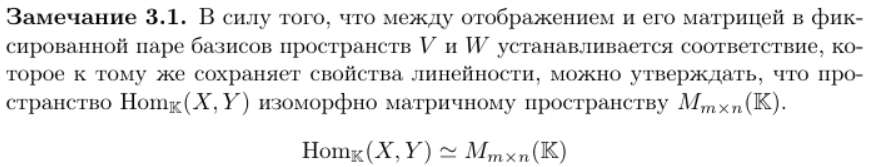 Замечание 3.1. В силу того, что между отображением и его матрицей в фик-
сированной паре базисов пространств V и W устанавливается соответствие, ко-
торое к тому же сохраняет свойства линейности, можно утверждать, что про-
странство Hom𝕂(X, Y) изоморфно матричному пространству Mm×n(𝕂).
Hom𝕂(X, Y) ≃ Mm×n(𝕂)